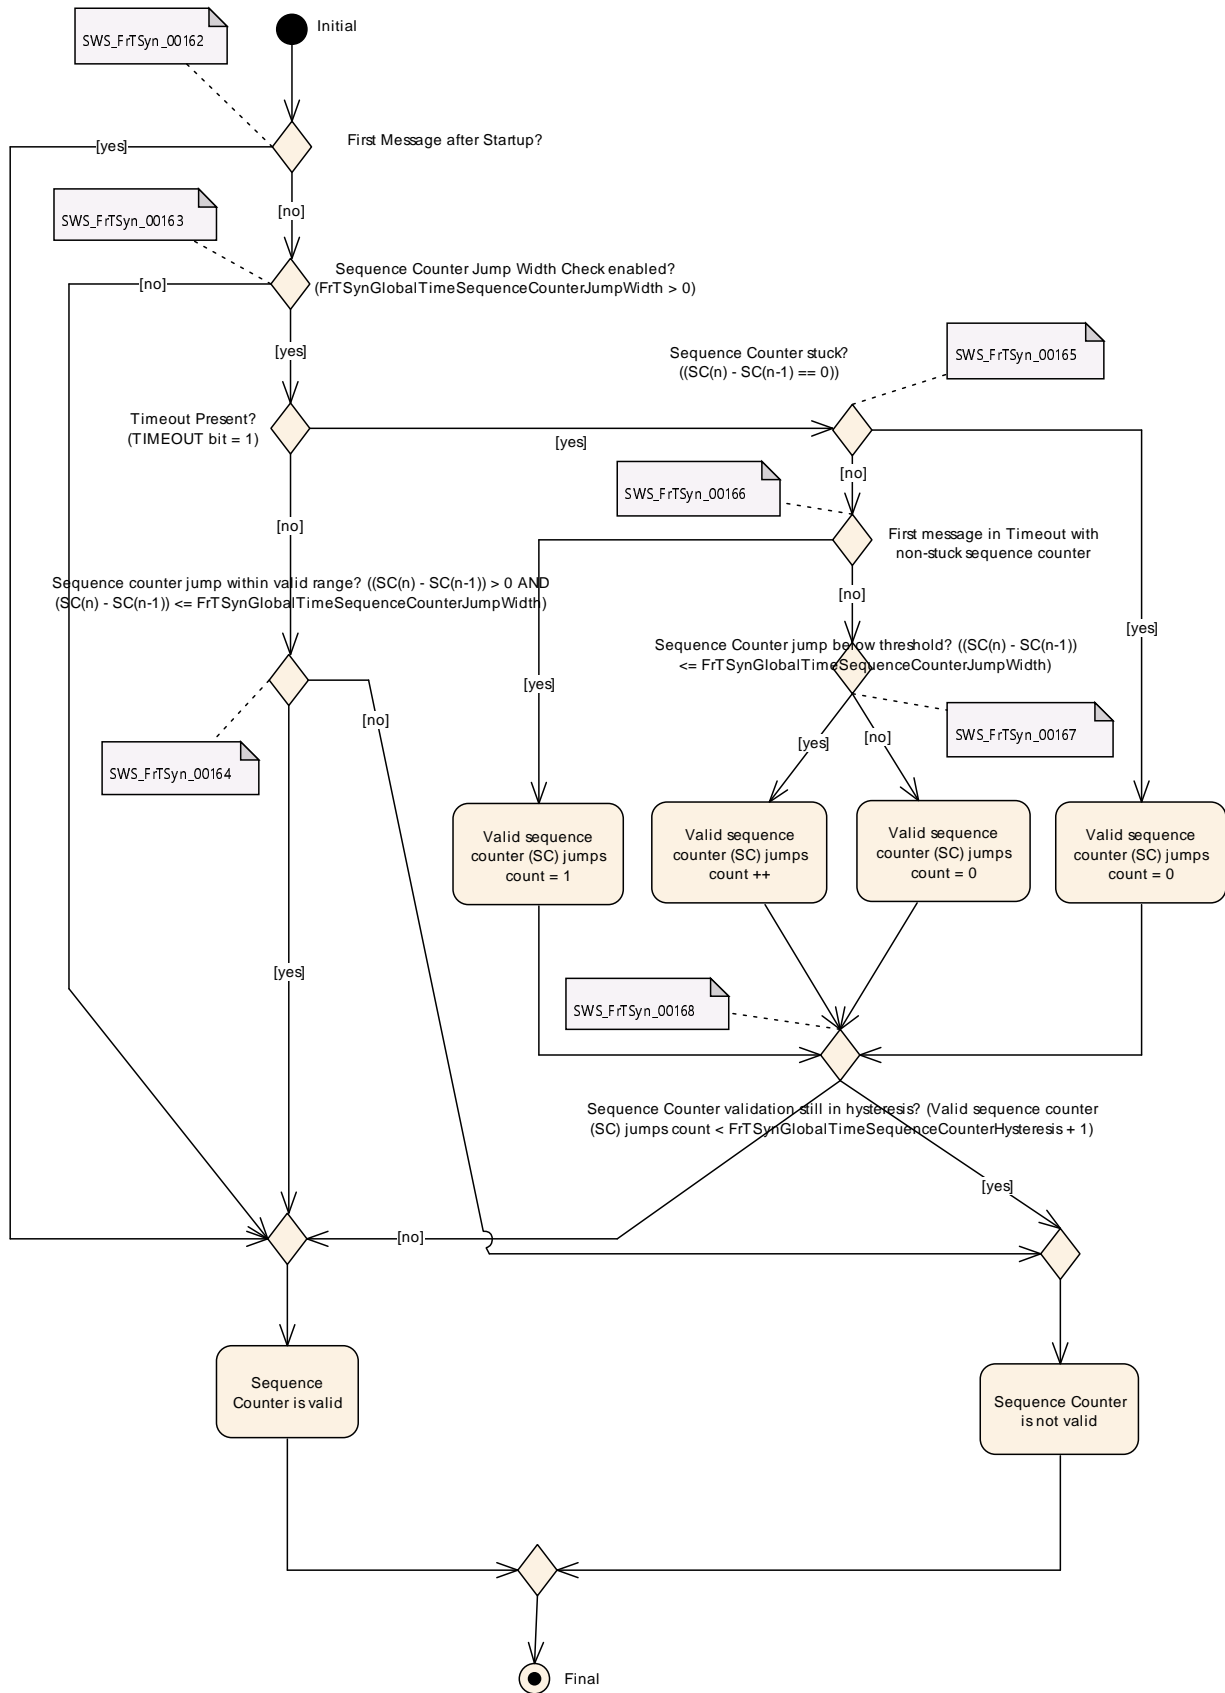 Initial
SWS_FrTSyn_00162
First Message after Startup?
[yes]
[no]
SWS_FrTSyn_00163
Sequence Counter Jump Width Check enabled?
(FrTSynGlobalTimeSequenceCounterJumpWidth > 0)
[no]
[yes]
Sequence Counter stuck?
((SC(n) - SC(n-1) == 0))
SWS_FrTSyn_00165
Timeout Present?
(TIMEOUT bit = 1)
[yes]
[no]
SWS_FrTSyn_00166
[no]
First message in Timeout with
non-stuck sequence counter
Sequence counter jump within valid range? ((SC(n) - SC(n-1)) > 0 AND
(SC(n) - SC(n-1)) <= FrTSynGlobalTimeSequenceCounterJumpWidth)
[no]
[yes]
Sequence Counter jump below threshold? ((SC(n) - SC(n-1))
<= FrTSynGlobalTimeSequenceCounterJumpWidth)
[yes]
[no]
SWS_FrTSyn_00167
[yes]
[no]
SWS_FrTSyn_00164
Valid sequence
counter (SC) jumps
count = 1
Valid sequence
counter (SC) jumps
count ++
Valid sequence
counter (SC) jumps
count = 0
Valid sequence
counter (SC) jumps
count = 0
[yes]
SWS_FrTSyn_00168
Sequence Counter validation still in hysteresis? (Valid sequence counter
(SC) jumps count < FrTSynGlobalTimeSequenceCounterHysteresis + 1)
[yes]
[no]
Sequence
Counter is valid
Sequence Counter
is not valid
Final